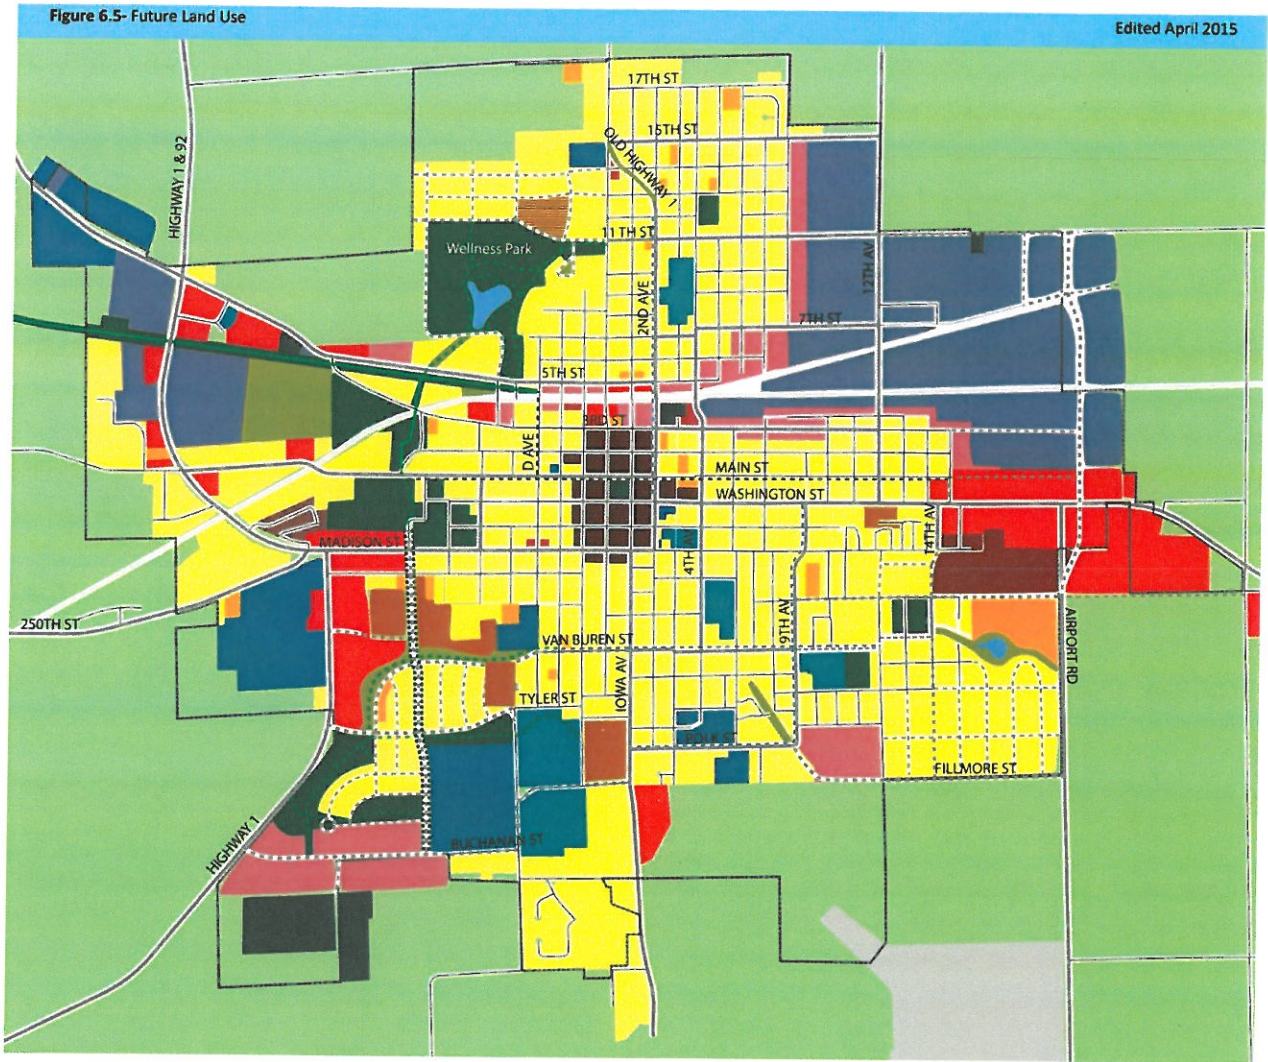 Figure 6.5- Future Land Use
Edited April 2015
17TH ST
15TH ST
OLD HIGHWAY 1
HIGHWAY 1 & 92
11 TH ST
Wellness Park
12TH AV
2ND AVE
7TH ST
5TH ST
3RD ST
D AVE
MAIN ST
WASHINGTON ST
14TH AV
MADISON ST
4TH AV
9TH AV
250TH ST
VAN BUREN ST
AIRPORT RD
IOWA AV
TYLER ST
POLK ST
FILLMORE ST
HIGHWAY 1
BUCHANAN ST